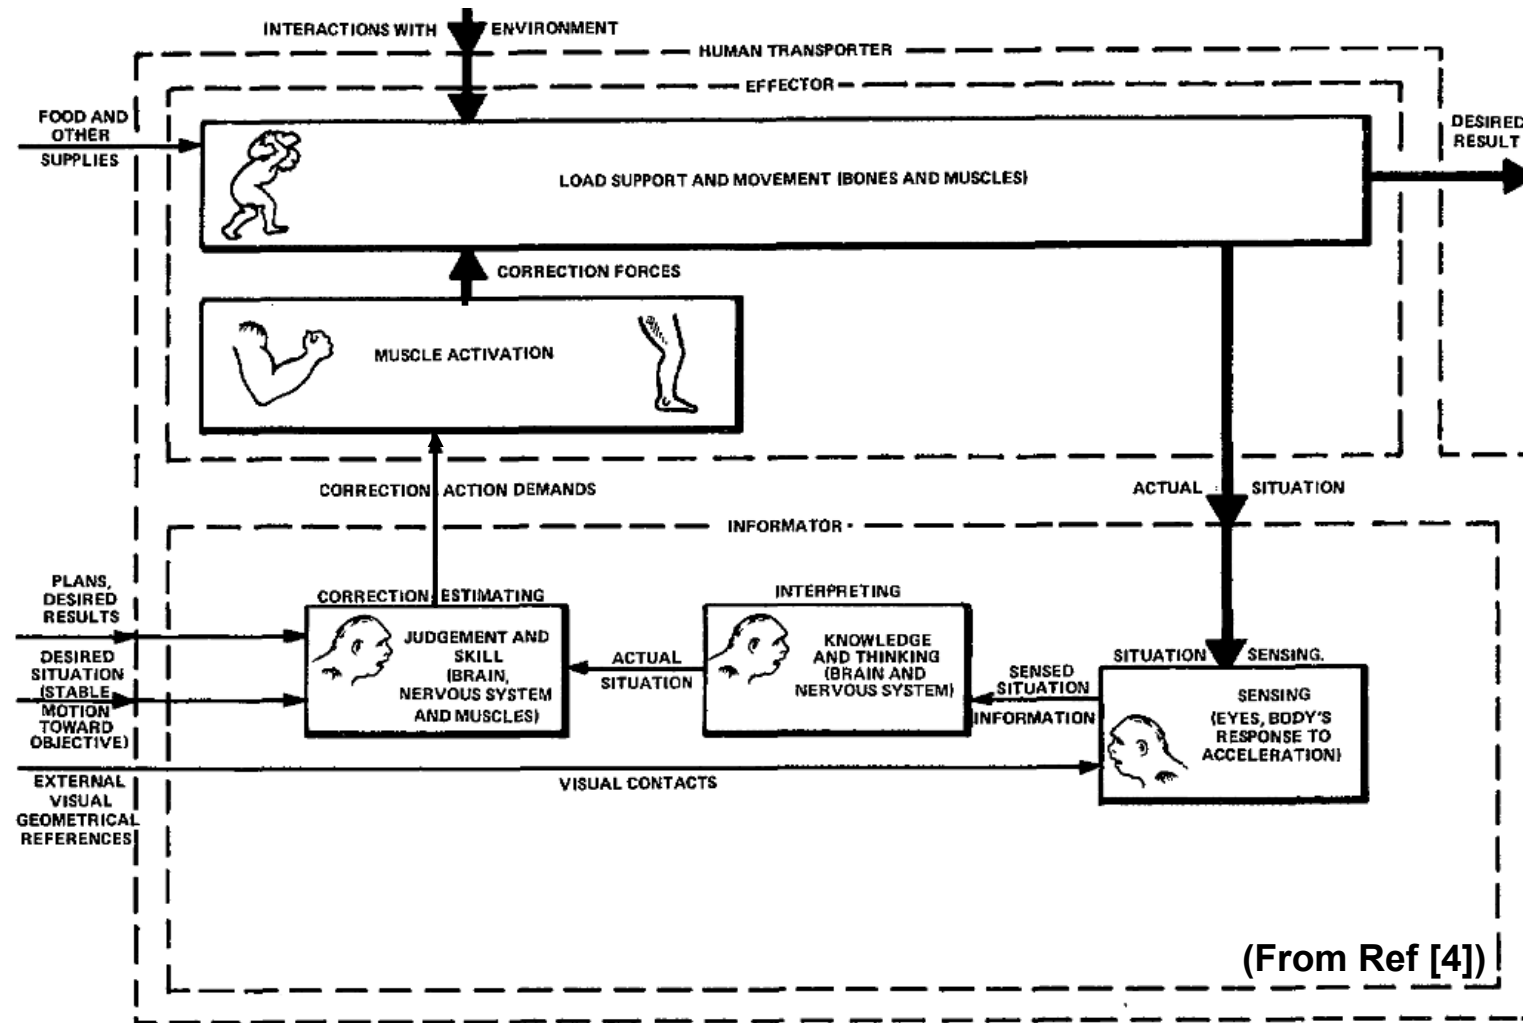 INTERACTIONS WITH ENVIRONMENT
HUMAN TRANSPORTER
EFFECTOR
FOOD AND
OTHER
SUPPLIES
DESIRED
RESULT
LOAD SUPPORT AND MOVEMENT (BONES AND MUSCLES)
CORRECTION FORCES
MUSCLE ACTIVATION
CORRECTION ACTION DEMANDS
ACTUAL SITUATION
INFORMATOR
PLANS,
DESIRED
RESULTS
DESIRED
SITUATION
(STABLE
MOTION
TOWARD
OBJECTIVE)
CORRECTION ESTIMATING
JUDGEMENT AND
SKILL
(BRAIN,
NERVOUS SYSTEM
AND MUSCLES)
ACTUAL
SITUATION
INTERPRETING
KNOWLEDGE
AND THINKING
(BRAIN AND
NERVOUS SYSTEM)
SENSED
SITUATION
INFORMATION
SITUATION SENSING.
SENSING
(EYES, BODY'S
RESPONSE TO
ACCELERATION)
EXTERNAL
VISUAL
GEOMETRICAL
REFERENCES
VISUAL CONTACTS
(From Ref [4])